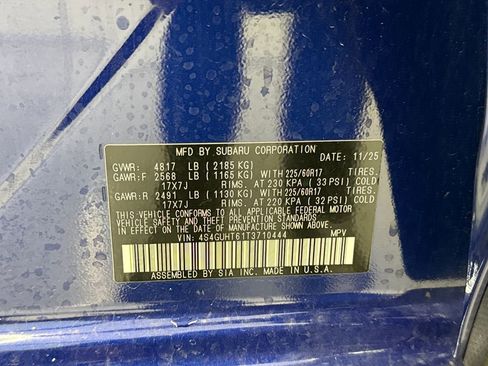 MFD BY SUBARU CORPORATION DATE: 11/25
GVWR: 4817 LB (2185 KG)
GAWR:F 2568 LB (1165 KG) WITH 225/60R17 TIRES,
17X7J RIMS, AT 230 KPA (33 PSI) COLD
GAWR:R 2491 LB (1130 KG) WITH 225/60R17 TIRES,
17X7J RIMS, AT 220 KPA (32 PSI) COLD
THIS VEHICLE CONFORMS TO ALL APPLICABLE FEDERAL MOTOR
VEHICLE SAFETY AND THEFT PREVENTION STANDARDS
IN EFFECT ON THE DATE OF MANUFACTURE SHOWN ABOVE.
VIN: 4S4GUHT61T3710444 MPV
ASSEMBLED BY SIA INC. MADE IN U.S.A.